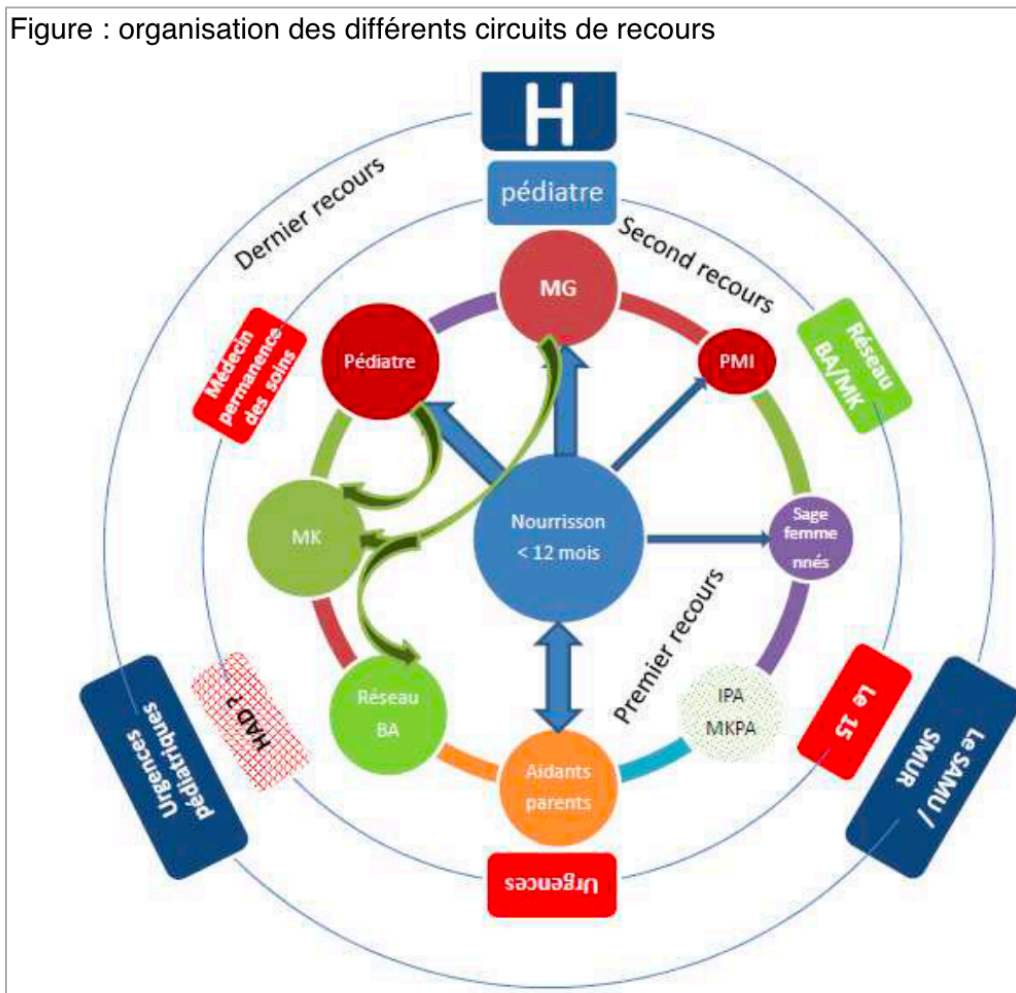 Figure : organisation des différents circuits de recours
H
pédiatre
Dernier recours
Second recours
MG
Pédiatre
PMI
Médecin
permanence
des soins
Réseau
BA/MK
MK
Nourrisson
< 12 mois
Sage
femme
nnés
Premier recours
Réseau
BA
Aidants
parents
IPA
MKPA
HAD?
Le 15
Urgences
pédiatriques
Le SAMU /
SMUR
Urgences